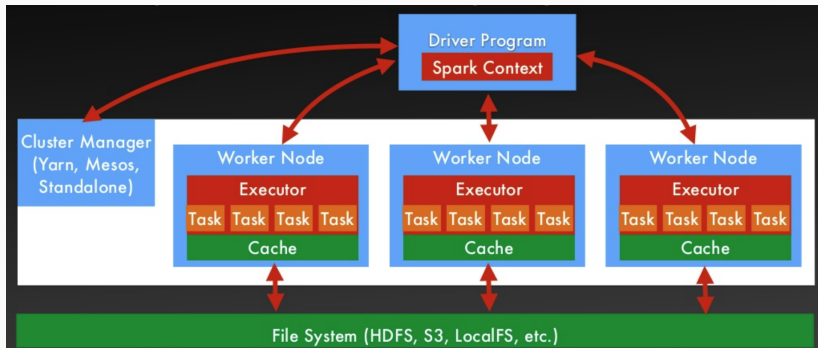 Driver Program
Spark Context
Cluster Manager
(Yarn, Mesos,
Standalone)
Worker Node
Executor
Task Task Task Task
Cache
Worker Node
Executor
Task Task Task Task
Cache
Worker Node
Executor
Task Task Task Task
Cache
File System (HDFS, S3, LocalFS, etc.)